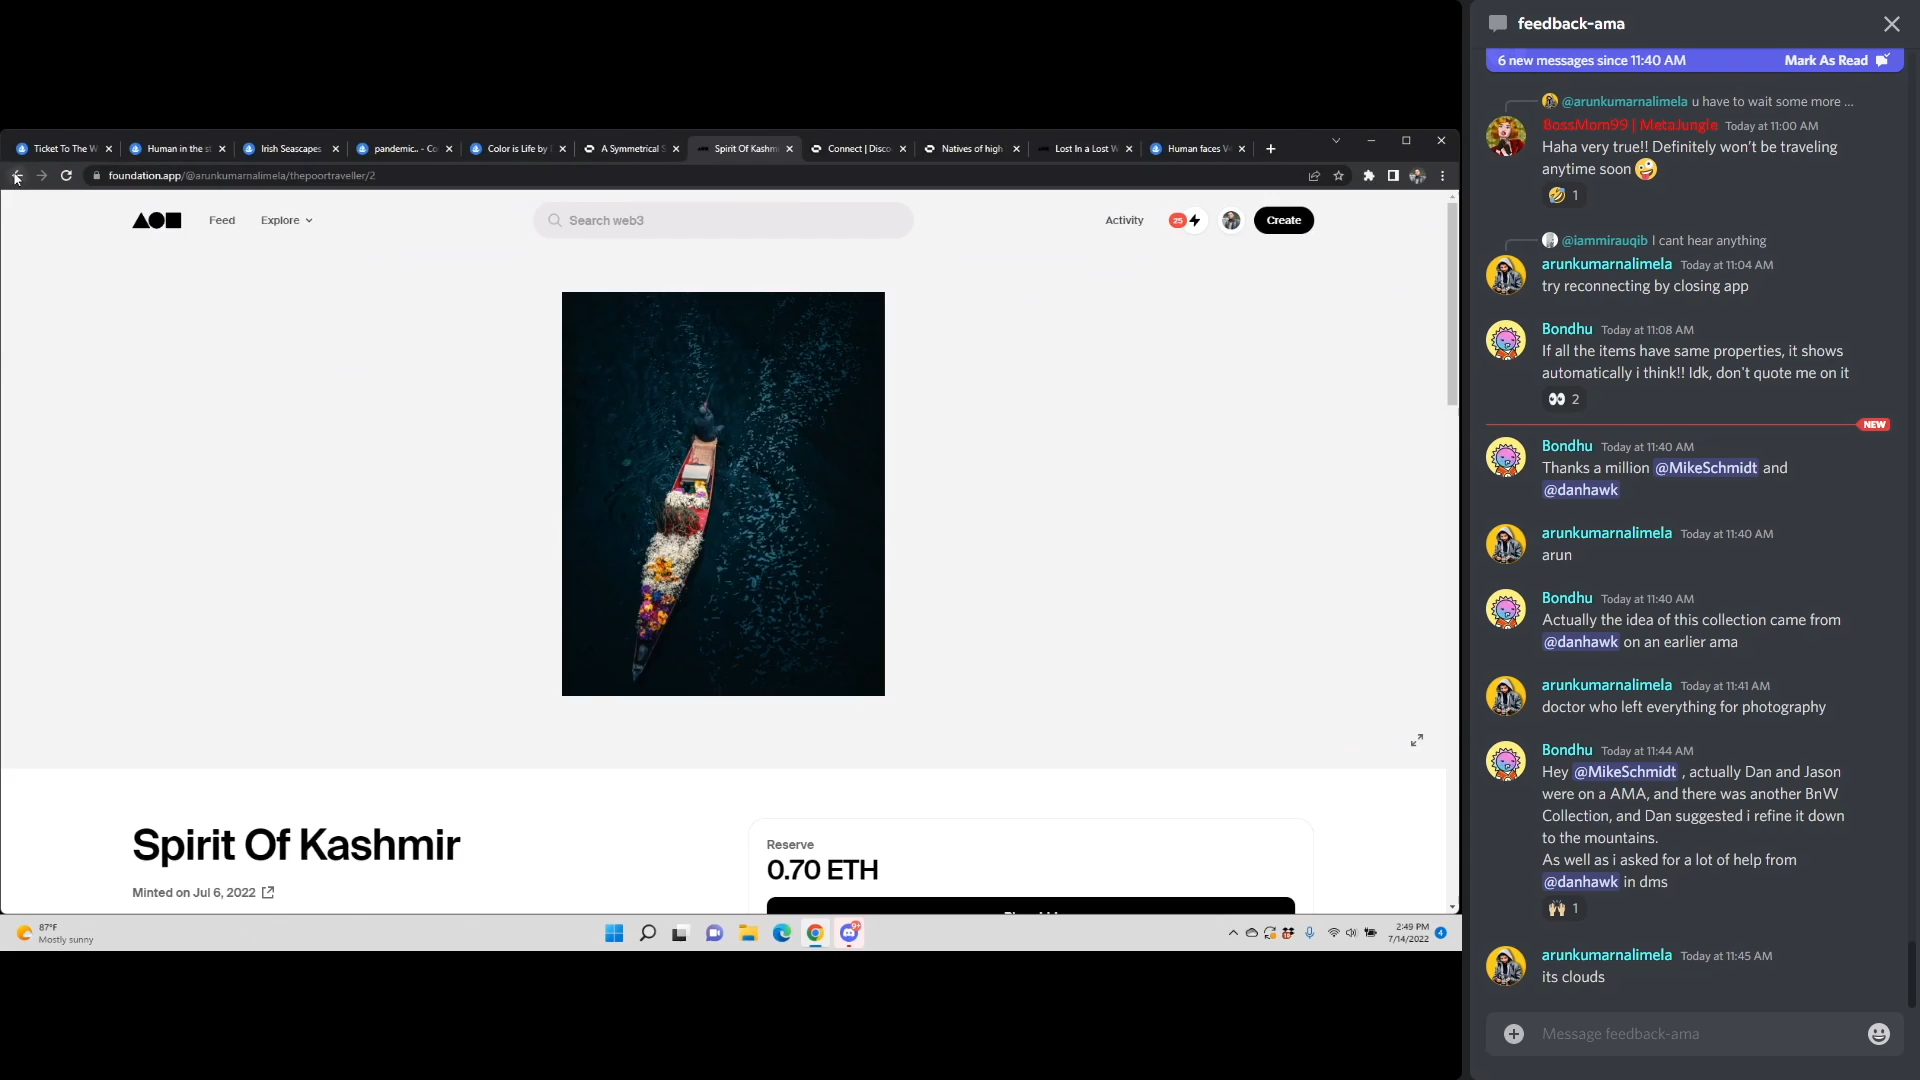 Ticket To The W
Human in the st
Irish Seascapes
pandemic.. - Co
Color is Life by
A Symmetrical S
Spirit Of Kashm
Connect | Disco
Natives of high
Lost In a Lost W
Human faces V
foundation.app/@arunkumarnalimela/thepoortraveller/2
Feed
Explore
Search web3
Activity
25
Create
Spirit Of Kashmir
Minted on Jul 6, 2022
Reserve
0.70 ETH
87°F
Mostly sunny
2:49 PM
7/14/2022
4
feedback-ama
6 new messages since 11:40 AM Mark As Read
@arunkumarnalimela u have to wait some more ...
BossMom99 | MetaJungle Today at 11:00 AM
Haha very true!! Definitely won't be traveling
anytime soon
1
@iammirauqib I cant hear anything
arunkumarnalimela Today at 11:04 AM
try reconnecting by closing app
Bondhu Today at 11:08 AM
If all the items have same properties, it shows
automatically i think!! Idk, don't quote me on it
2
NEW
Bondhu Today at 11:40 AM
Thanks a million @MikeSchmidt and
@danhawk
arunkumarnalimela Today at 11:40 AM
arun
Bondhu Today at 11:40 AM
Actually the idea of this collection came from
@danhawk on an earlier ama
arunkumarnalimela Today at 11:41 AM
doctor who left everything for photography
Bondhu Today at 11:44 AM
Hey @MikeSchmidt , actually Dan and Jason
were on a AMA, and there was another BnW
Collection, and Dan suggested i refine it down
to the mountains.
As well as i asked for a lot of help from
@danhawk in dms
1
arunkumarnalimela Today at 11:45 AM
its clouds
Message feedback-ama